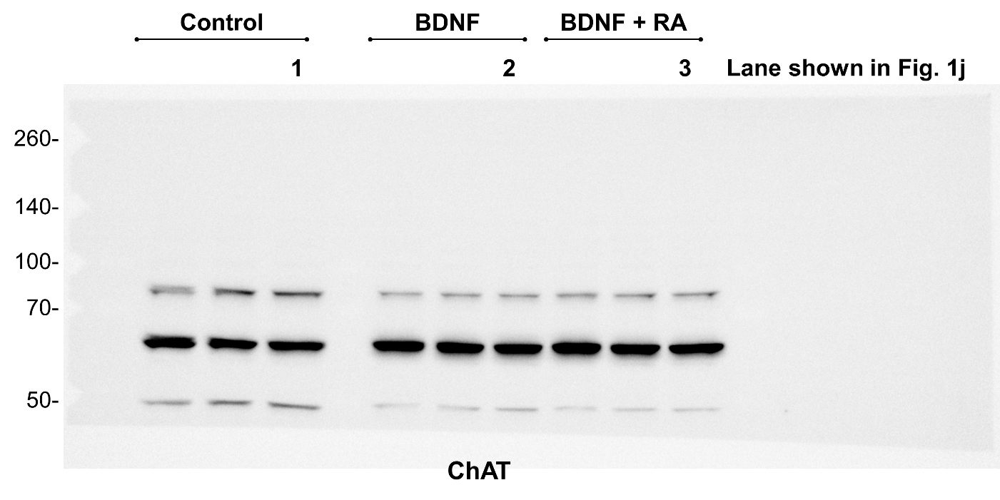 Control BDNF BDNF + RA
1 2 3 Lane shown in Fig. 1j
260-
140-
100-
70-
50-
ChAT